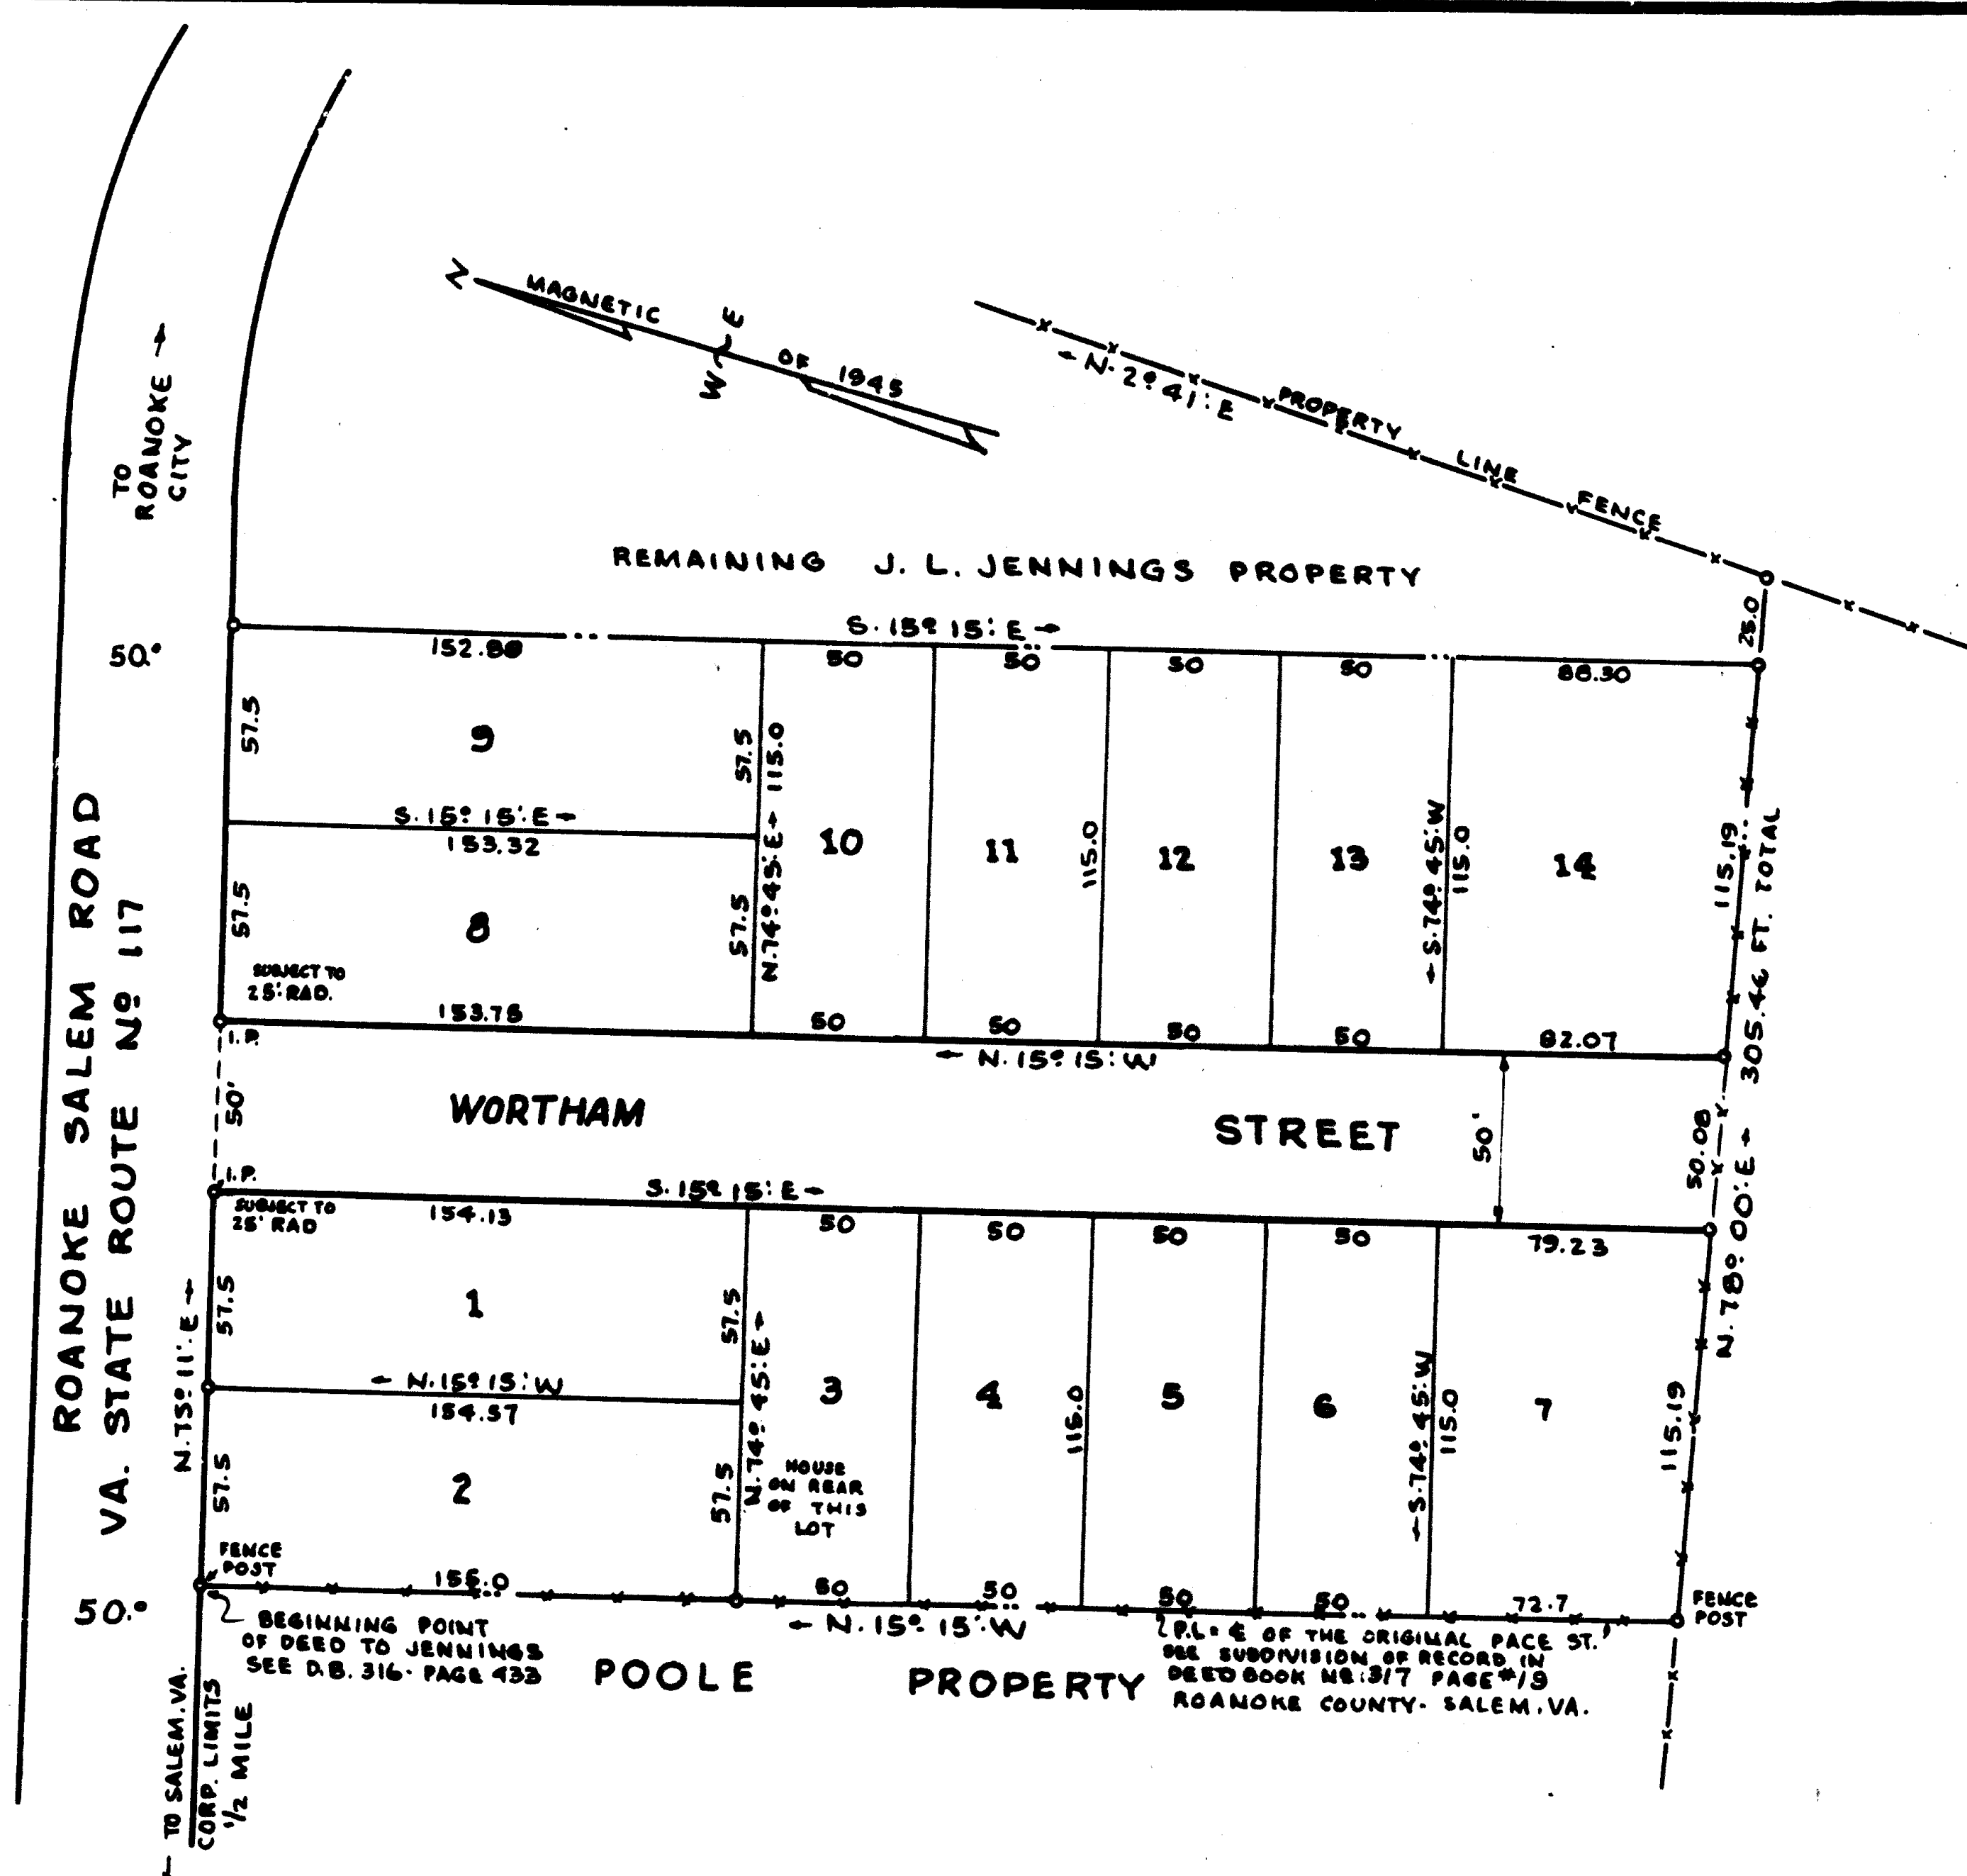 N
MAGNETIC
OF 1945
W E
← N. 2° 41' E
PROPERTY LINE FENCE
TO
ROANOKE
CITY →
REMAINING J. L. JENNINGS PROPERTY
25.0
S. 15° 15' E →
50.°
152.88
50
50
50
50
88.30
57.5
9
57.5
N. 74° 45' E → 115.0
S. 15° 15' E →
153.32
10
11
115.0
12
13
← S. 74° 45' W
115.0
14
115.19
305.46 FT. TOTAL
57.5
8
57.5
SUBJECT TO
25' RAD.
153.75
50
50
50
50
82.07
I.P.
← N. 15° 15' W
50'
WORTHAM STREET
50'
50.08
N. 78° 00' E →
ROANOKE SALEM ROAD
VA. STATE ROUTE No 117
I.P.
S. 15° 15' E →
SUBJECT TO
25' RAD
154.13
50
50
50
50
79.23
N. 75° 11' E →
57.5
1
57.5
N. 74° 45' E →
← N. 15° 15' W
154.57
3
4
115.0
5
6
← S. 74° 45' W
115.0
7
115.19
57.5
2
57.5
HOUSE
ON REAR
OF THIS
LOT
FENCE
POST
155.0
50
50
50
50
72.7
FENCE
POST
50.°
← N. 15° 15' W
BEGINNING POINT
OF DEED TO JENNINGS
SEE D.B. 316 - PAGE 433
P.L. = ℄ OF THE ORIGINAL PACE ST.
SEE SUBDIVISION OF RECORD IN
DEED BOOK NO: 317 PAGE #19
ROANOKE COUNTY - SALEM, VA.
POOLE PROPERTY
← TO SALEM, VA.
CORP. LIMITS
1/2 MILE